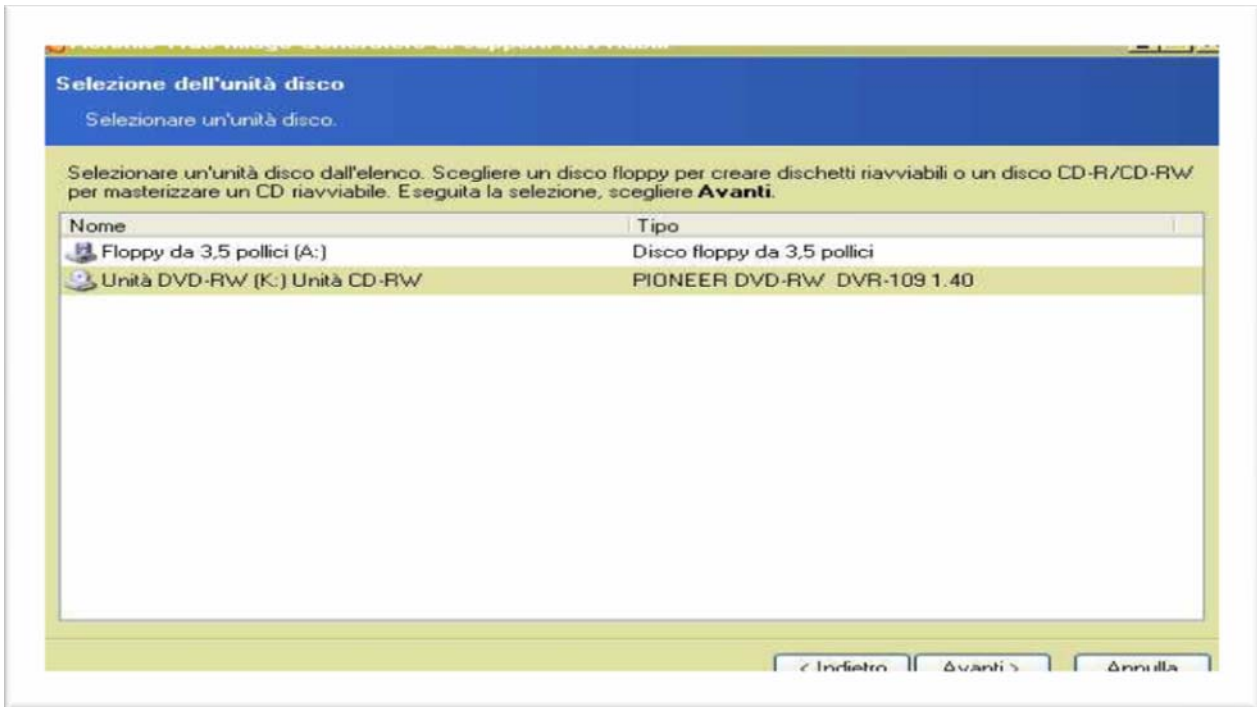 Selezione dell'unità disco
Selezionare un'unità disco.
Selezionare un'unità disco dall'elenco. Scegliere un disco floppy per creare dischetti riavviabili o un disco CD-R/CD-RW
per masterizzare un CD riavviabile. Eseguita la selezione, scegliere Avanti.
Nome Tipo
Floppy da 3,5 pollici (A:) Disco floppy da 3,5 pollici
Unità DVD-RW (K:) Unità CD-RW PIONEER DVD-RW DVR-109 1.40
< Indietro Avanti > Annulla